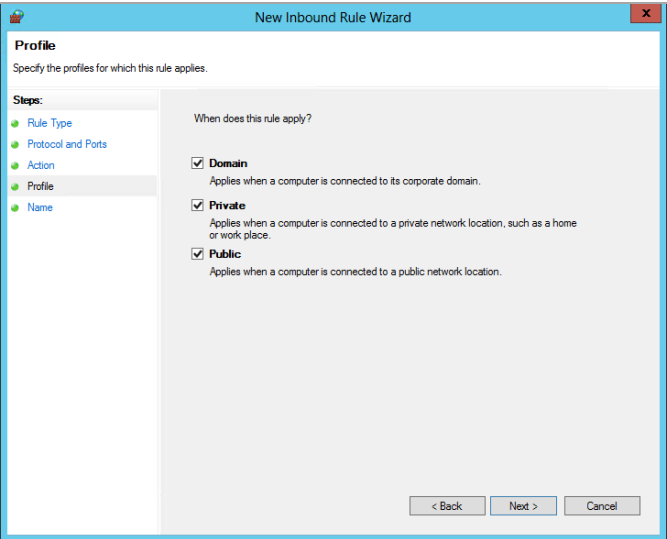 New Inbound Rule Wizard
x
Profile
Specify the profiles for which this rule applies.
Steps:
Rule Type
Protocol and Ports
Action
Profile
Name
When does this rule apply?
Domain
Applies when a computer is connected to its corporate domain.
Private
Applies when a computer is connected to a private network location, such as a home
or work place.
Public
Applies when a computer is connected to a public network location.
< Back
Next >
Cancel